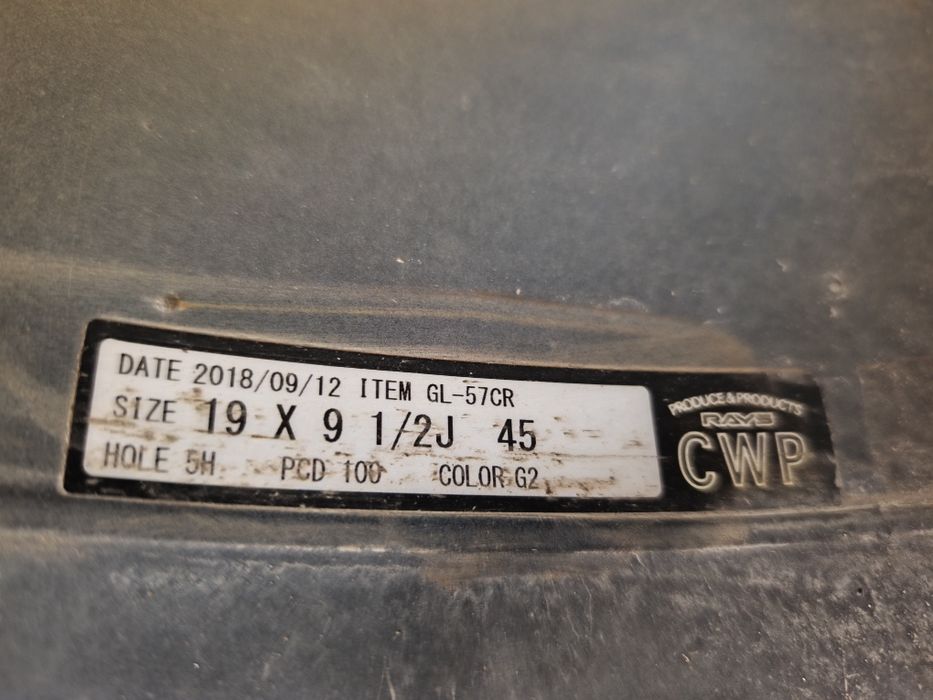 DATE 2018/09/12 ITEM GL-57CR
SIZE 19 X 9 1/2J 45
HOLE 5H PCD 100 COLOR G2
PRODUCE & PRODUCTS
RAYS
CWP